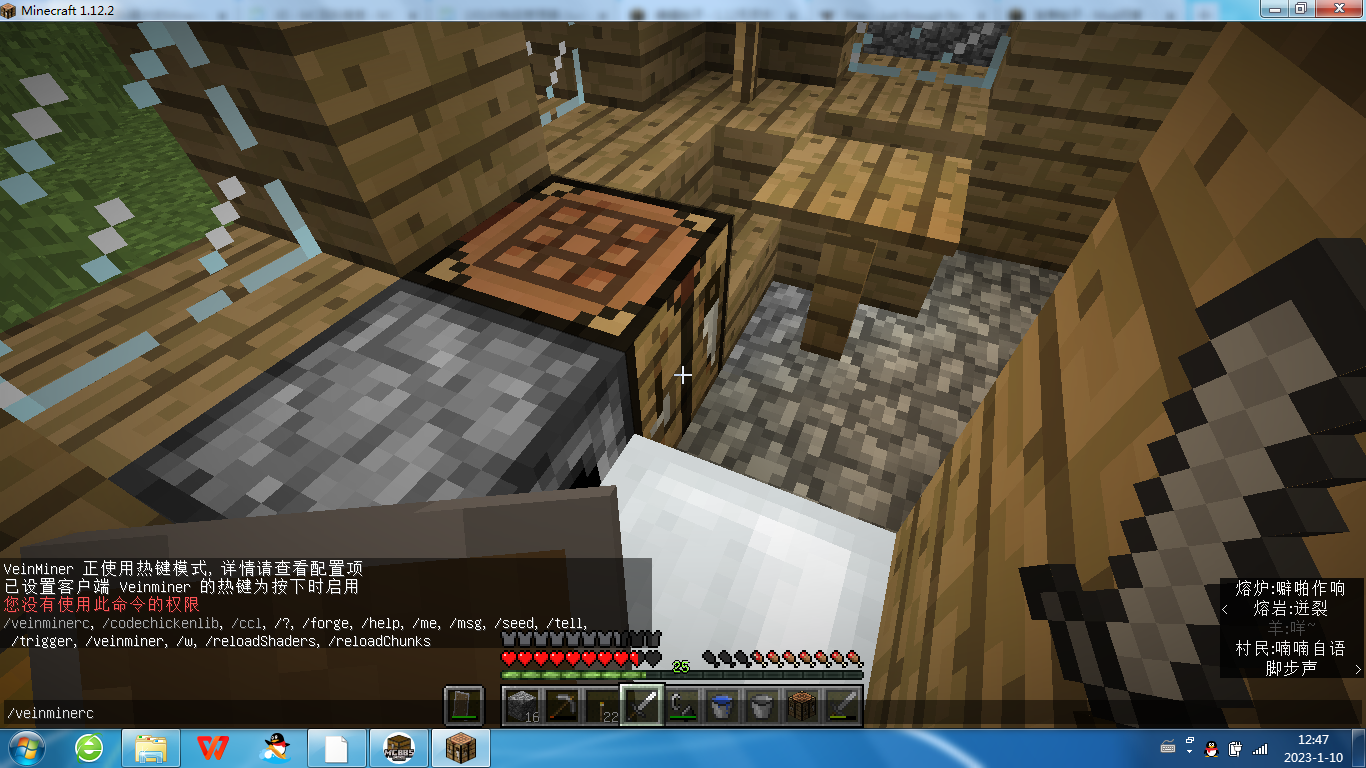 Minecraft 1.12.2
VeinMiner 正使用热键模式, 详情请查看配置项
已设置客户端 Veinminer 的热键为按下时启用
您没有使用此命令的权限
/veinminerc, /codechickenlib, /ccl, /?, /forge, /help, /me, /msg, /seed, /tell,
/trigger, /veinminer, /w, /reloadShaders, /reloadChunks
熔炉:噼啪作响
< 熔岩:迸裂
羊:咩~
村民:喃喃自语
脚步声 >
25
16
22
/veinminerc
MCBBS
12:47
2023-1-10